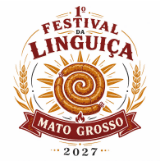 1º
FESTIVAL
DA
LINGUIÇA
MATO GROSSO
2027